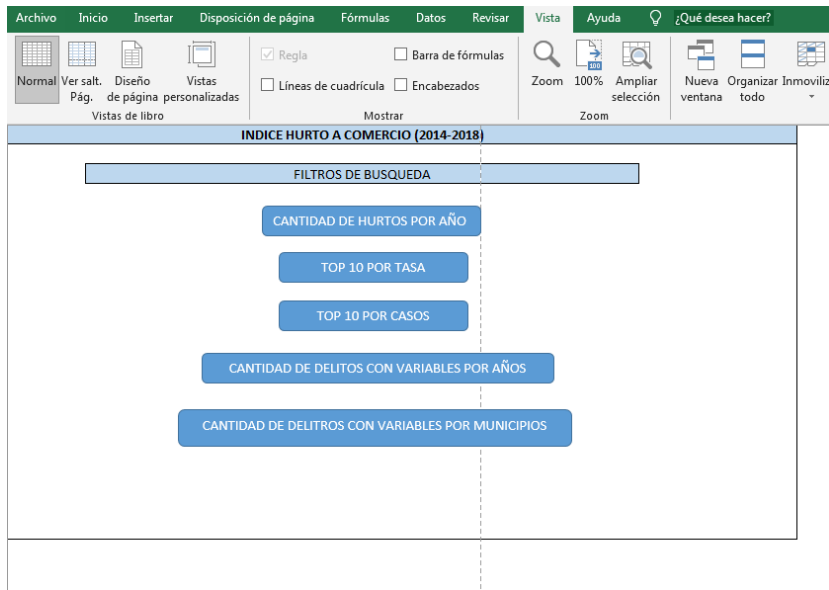 Archivo Inicio Insertar Disposición de página Fórmulas Datos Revisar Vista Ayuda ¿Qué desea hacer?
Normal Ver salt. Pág. Diseño de página Vistas personalizadas
Vistas de libro
Regla Barra de fórmulas
Líneas de cuadrícula Encabezados
Mostrar
Zoom 100% Ampliar selección
100
Zoom
Nueva ventana Organizar todo Inmoviliz
INDICE HURTO A COMERCIO (2014-2018)
FILTROS DE BUSQUEDA
CANTIDAD DE HURTOS POR AÑO
TOP 10 POR TASA
TOP 10 POR CASOS
CANTIDAD DE DELITOS CON VARIABLES POR AÑOS
CANTIDAD DE DELITROS CON VARIABLES POR MUNICIPIOS